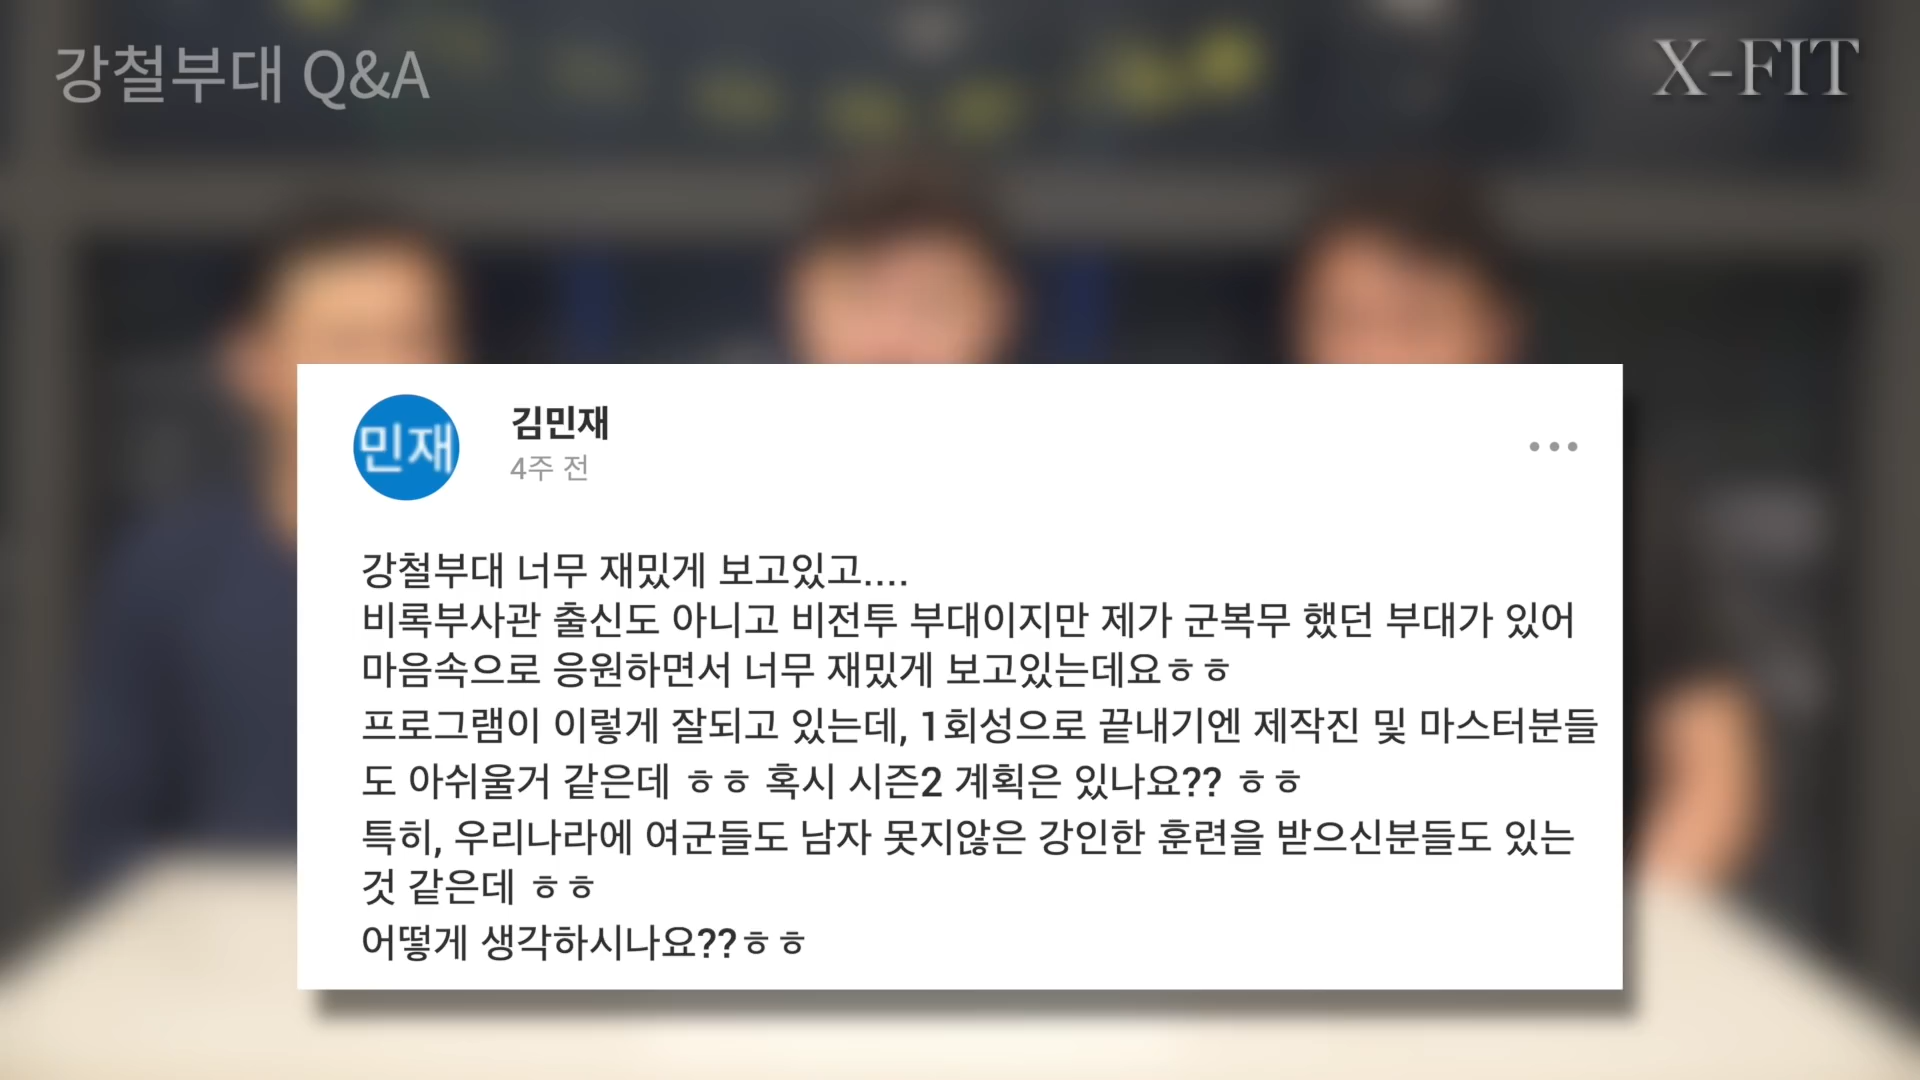 강철부대 Q&A
X-FIT
민재
김민재
4주 전
강철부대 너무 재밌게 보고있고....
비록부사관 출신도 아니고 비전투 부대이지만 제가 군복무 했던 부대가 있어
마음속으로 응원하면서 너무 재밌게 보고있는데요ㅎㅎ
프로그램이 이렇게 잘되고 있는데, 1회성으로 끝내기엔 제작진 및 마스터분들
도 아쉬울거 같은데 ㅎㅎ 혹시 시즌2 계획은 있나요?? ㅎㅎ
특히, 우리나라에 여군들도 남자 못지않은 강인한 훈련을 받으신분들도 있는
것 같은데 ㅎㅎ
어떻게 생각하시나요??ㅎㅎ